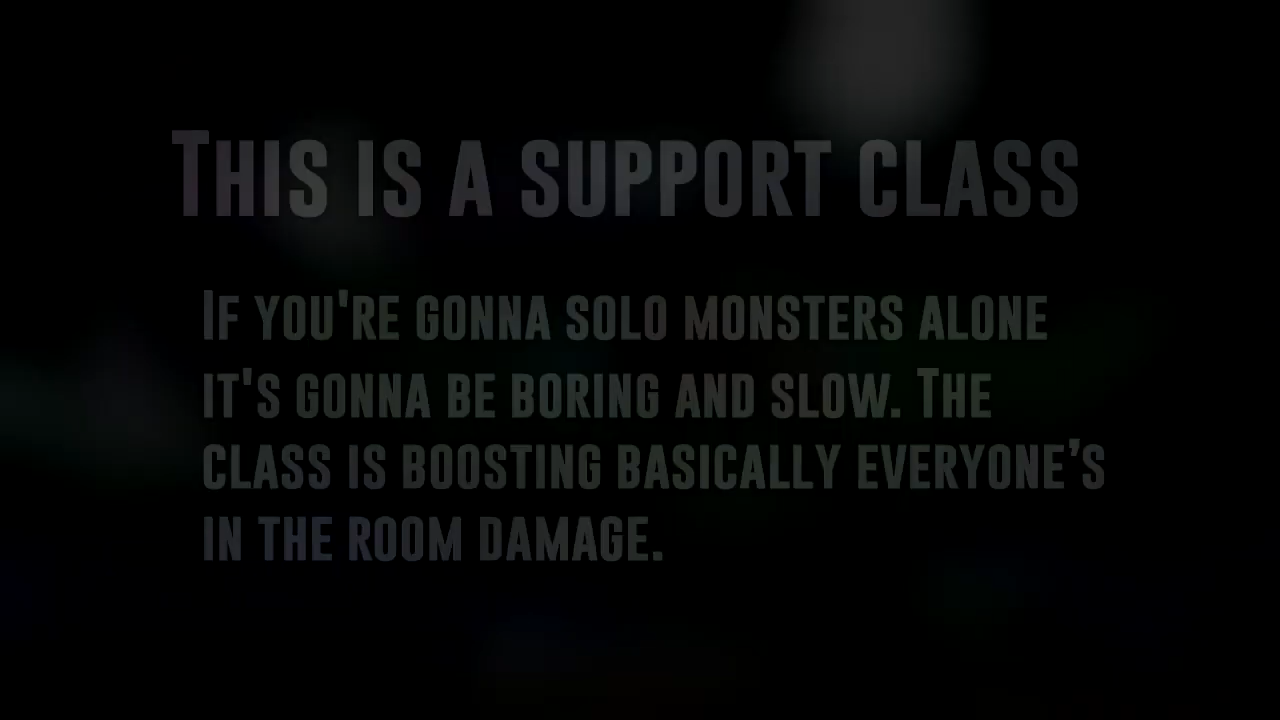 This is a support class
If you're gonna solo monsters alone
it's gonna be boring and slow. The
class is boosting basically everyone’s
in the room damage.